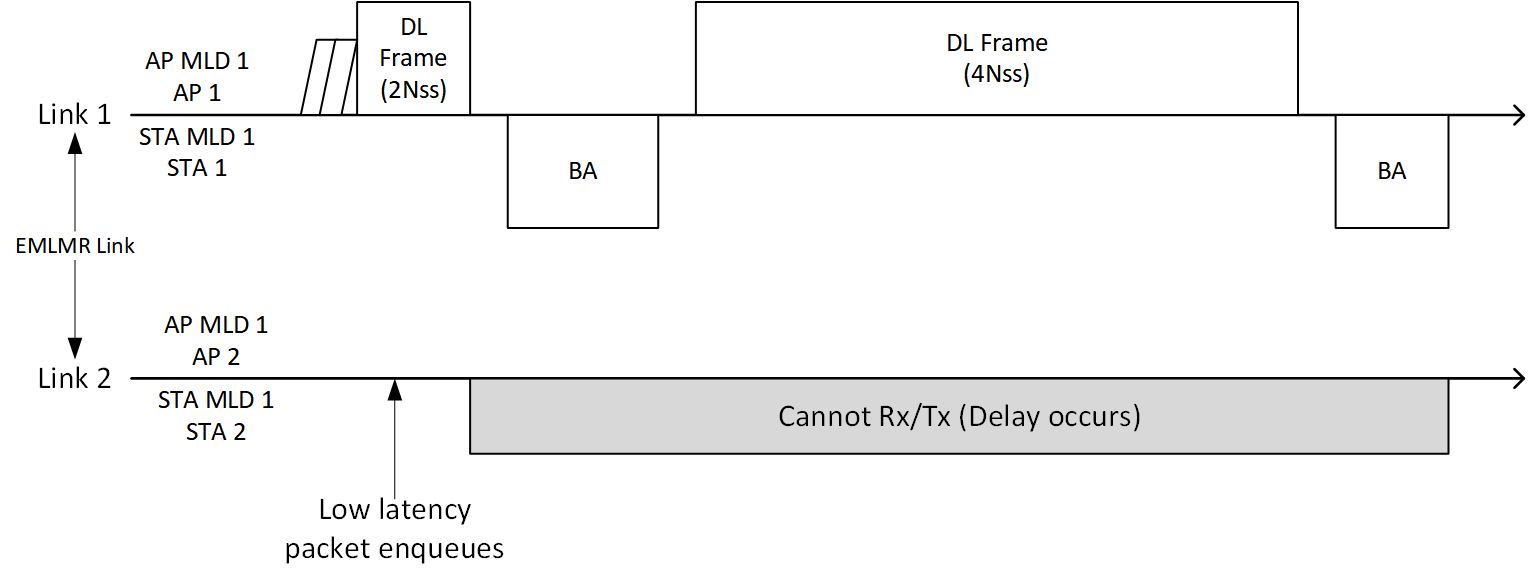 DL
Frame
(2Nss)
DL Frame
(4Nss)
AP MLD 1
AP 1
Link 1
STA MLD 1
STA 1
BA
BA
EMLMR Link
AP MLD 1
AP 2
Link 2
STA MLD 1
STA 2
Cannot Rx/Tx (Delay occurs)
Low latency
packet enqueues